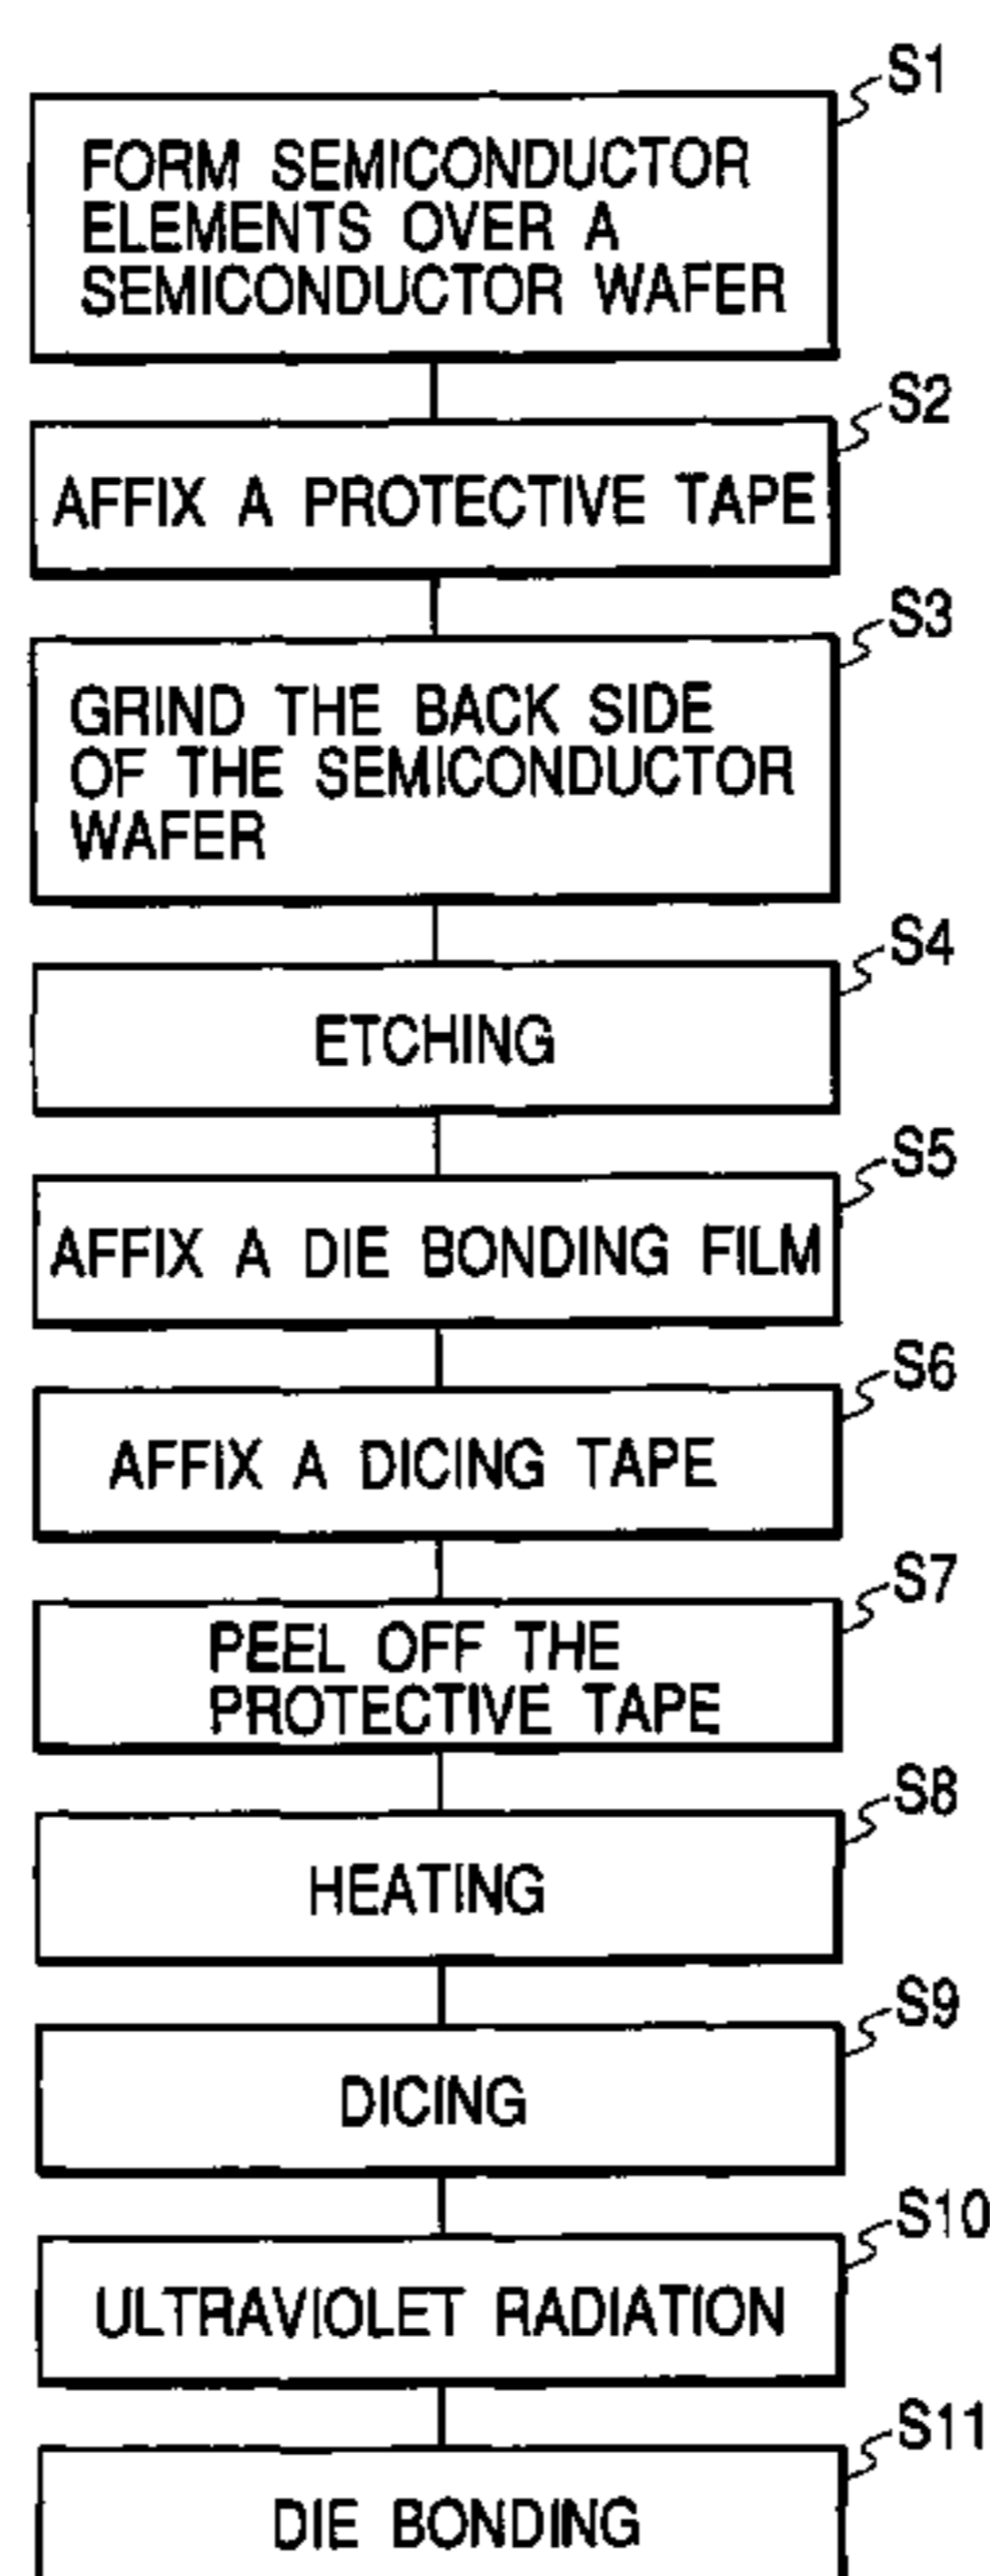 S1
FORM SEMICONDUCTOR
ELEMENTS OVER A
SEMICONDUCTOR WAFER
S2
AFFIX A PROTECTIVE TAPE
S3
GRIND THE BACK SIDE
OF THE SEMICONDUCTOR
WAFER
S4
ETCHING
S5
AFFIX A DIE BONDING FILM
S6
AFFIX A DICING TAPE
S7
PEEL OFF THE
PROTECTIVE TAPE
S8
HEATING
S9
DICING
S10
ULTRAVIOLET RADIATION
S11
DIE BONDING